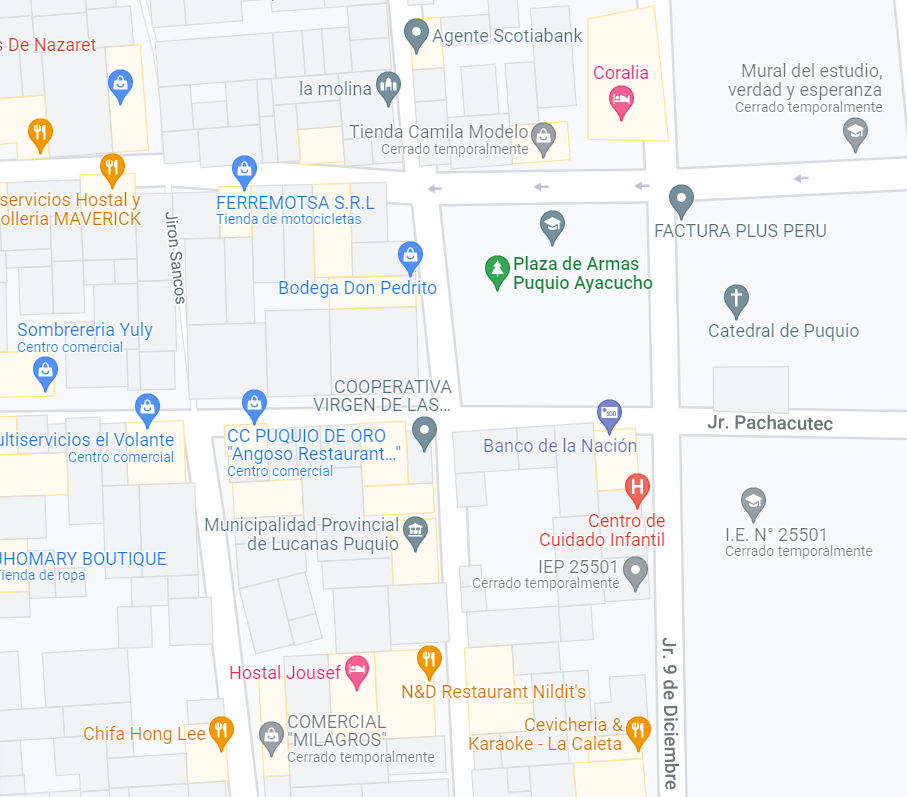 Agente Scotiabank
s De Nazaret
Coralia
Mural del estudio,
verdad y esperanza
Cerrado temporalmente
la molina
Tienda Camila Modelo
Cerrado temporalmente
servicios Hostal y
olleria MAVERICK
FERREMOTSA S.R.L
Tienda de motocicletas
Jiron Sancos
FACTURA PLUS PERU
Plaza de Armas
Puquio Ayacucho
Bodega Don Pedrito
Sombrereria Yuly
Centro comercial
Catedral de Puquio
COOPERATIVA
VIRGEN DE LAS...
Jr. Pachacutec
ultiservicios el Volante
Centro comercial
CC PUQUIO DE ORO
"Angoso Restaurant..."
Centro comercial
Banco de la Nación
Centro de
Cuidado Infantil
Municipalidad Provincial
de Lucanas Puquio
I.E. N° 25501
Cerrado temporalmente
JHOMARY BOUTIQUE
Tienda de ropa
IEP 25501
Cerrado temporalmente
Jr. 9 de Diciembre
Hostal Jousef
N&D Restaurant Nildit's
Chifa Hong Lee
COMERCIAL
"MILAGROS"
Cerrado temporalmente
Cevicheria &
Karaoke - La Caleta